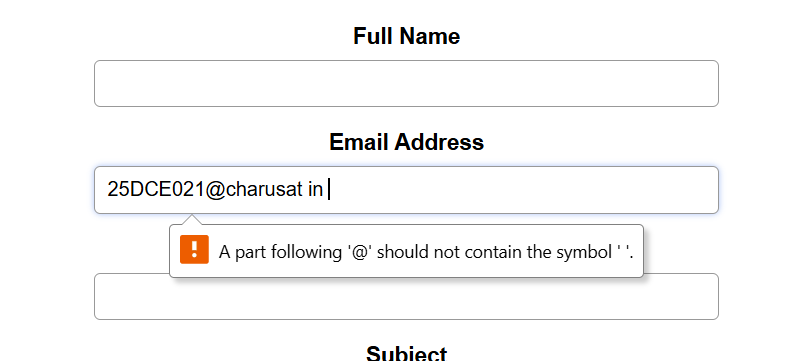 Full Name
Email Address
25DCE021@charusat in
A part following '@' should not contain the symbol ' '.
Subject